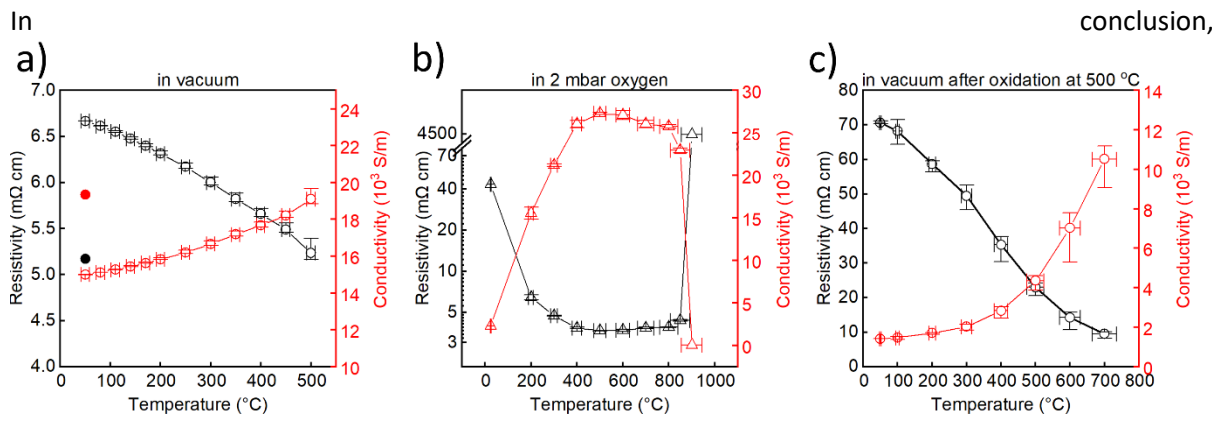 In conclusion,
a) in vacuum
b) in 2 mbar oxygen
c) in vacuum after oxidation at 500 °C
7.0
6.5
6.0
5.5
5.0
4.5
4.0
Resistivity (mΩ cm)
24
22
20
18
16
14
12
10
Conductivity (10³ S/m)
0 100 200 300 400 500
Temperature (°C)
4500
70
40
20
10
5
3
Resistivity (mΩ cm)
30
25
20
15
10
5
0
Conductivity (10³ S/m)
0 200 400 600 800 1000
Temperature (°C)
80
70
60
50
40
30
20
10
0
Resistivity (mΩ cm)
14
12
10
8
6
4
2
0
Conductivity (10³ S/m)
0 100 200 300 400 500 600 700 800
Temperature (°C)